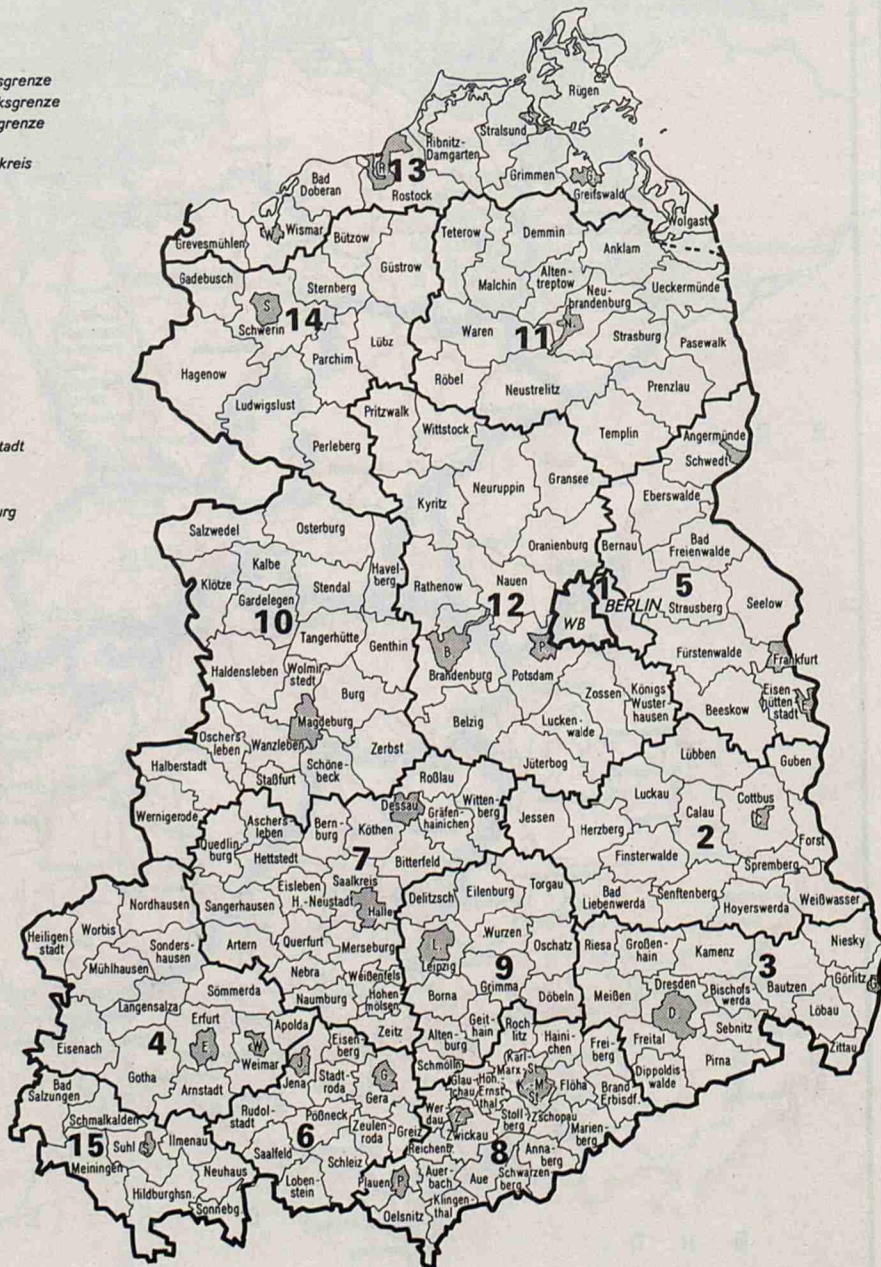 sgrenze
ksgrenze
grenze
kreis
tadt
urg
Rügen
Stralsund
Ribnitz-
Damgarten
R
13
Bad
Doberan
Rostock
Grimmen
G.
Greifswald
Wolgast
W.
Wismar
Grevesmühlen
Bützow
Güstrow
Teterow
Demmin
Anklam
Gadebusch
Sternberg
Malchin
Alten-
treptow
Neu-
brandenburg
Ueckermünde
S
Schwerin
14
Waren
11
N.
Strasburg
Pasewalk
Lübz
Hagenow
Parchim
Röbel
Neustrelitz
Prenzlau
Ludwigslust
Pritzwalk
Wittstock
Perleberg
Templin
Angermünde
Schwedt
Kyritz
Neuruppin
Gransee
Eberswalde
Salzwedel
Osterburg
Oranienburg
Bernau
Bad
Freienwalde
Kalbe
Havel-
berg
Klötze
Stendal
Rathenow
Nauen
12
1
BERLIN
WB
5
Strausberg
Seelow
Gardelegen
10
Tangerhütte
Genthin
B
Brandenburg
P
Potsdam
Fürstenwalde
Frankfurt
Haldensleben
Wolmir
stedt
Burg
Zossen
Königs
Wuster-
hausen
Beeskow
Eisen
hütten
stadt
Magdeburg
Belzig
Lucken-
walde
Oschers
leben
Wanzleben
Schöne-
beck
Zerbst
Jüterbog
Halberstadt
Staßfurt
Lübben
Guben
Roßlau
Luckau
Wernigerode
Aschers-
leben
Bern-
burg
Dessau
Witten-
berg
Jessen
Calau
Cottbus
C
2
Quedlin
burg
Köthen
Gräfen-
hainichen
Herzberg
Forst
Hettstedt
7
Bitterfeld
Finsterwalde
Spremberg
Eisleben
Saalkreis
Delitzsch
Eilenburg
Torgau
Bad
Liebenwerda
Senftenberg
Weißwasser
Hoyerswerda
Nordhausen
Sangerhausen
H.-Neustadt
Halle
Worbis
Heiligen
stadt
Wurzen
Niesky
Sonders-
hausen
Artern
Querfurt
Merseburg
L.
Leipzig
9
Oschatz
Riesa
Großen-
hain
Kamenz
3
Mühlhausen
Nebra
Weißenfels
Grimma
Dresden
Bischofs-
werda
Bautzen
Görlitz
G
Sömmerda
Naumburg
Hohen
mölsen
Borna
Döbeln
Meißen
D
Löbau
Langensalza
Zeitz
Geit-
hain
Roch-
litz
Sebnitz
Erfurt
E
Apolda
Eisen-
berg
Alten-
burg
Haini-
chen
Frei-
berg
Freital
Pirna
Zittau
4
W
Weimar
Schmölln
Karl-
Marx-St.
Dippoldis
walde
Eisenach
J
Jena
Stadt-
roda
G
Gera
Glau-
chau
Hoh.
Ernst
thal
K.-M.
St
Flöha
Brand
Erbisdf.
Gotha
Arnstadt
Bad
Salzungen
Wer-
dau
Z
Zwickau
Stoll-
berg
Zschopau
Marien-
berg
Rudol-
stadt
Pößneck
Zeulen-
roda
Greiz
Schmalkalden
Ilmenau
6
Reichenb.
8
Anna-
berg
15
Suhl
S
Saalfeld
Schleiz
Auer-
bach
Aue
Schwarzen
berg
Meiningen
Neuhaus
Loben-
stein
Plauen
P
Hildburghsn.
Sonnebg.
Oelsnitz
Klingen-
thal